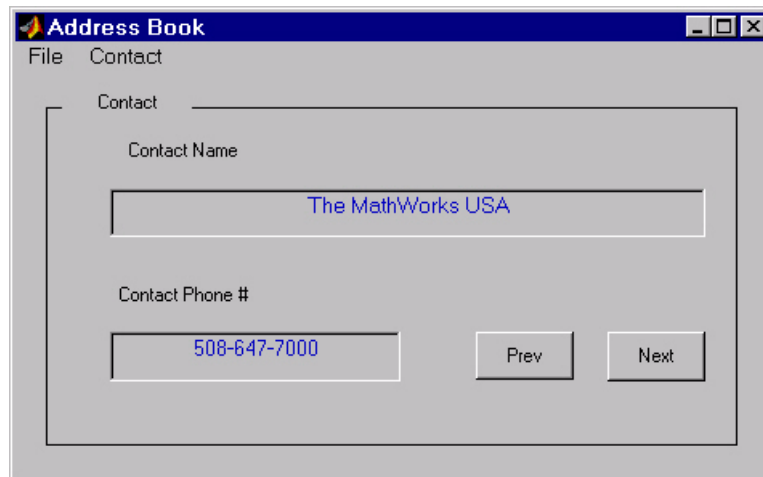 Address Book
File Contact
Contact
Contact Name
The MathWorks USA
Contact Phone #
508-647-7000
Prev Next